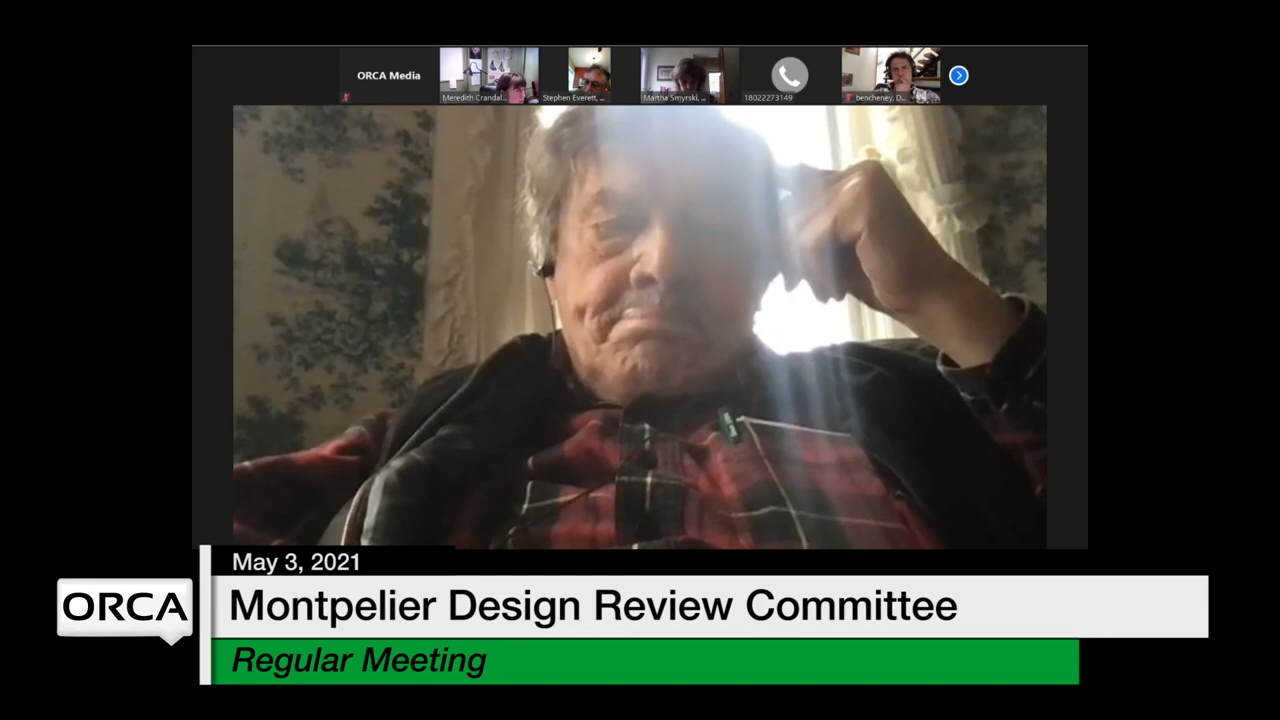 ORCA Media
Meredith Crandal...
Stephen Everett, ...
Martha Smyrski, ...
18022273149
bencheney, D...
May 3, 2021
Montpelier Design Review Committee
ORCA
Regular Meeting